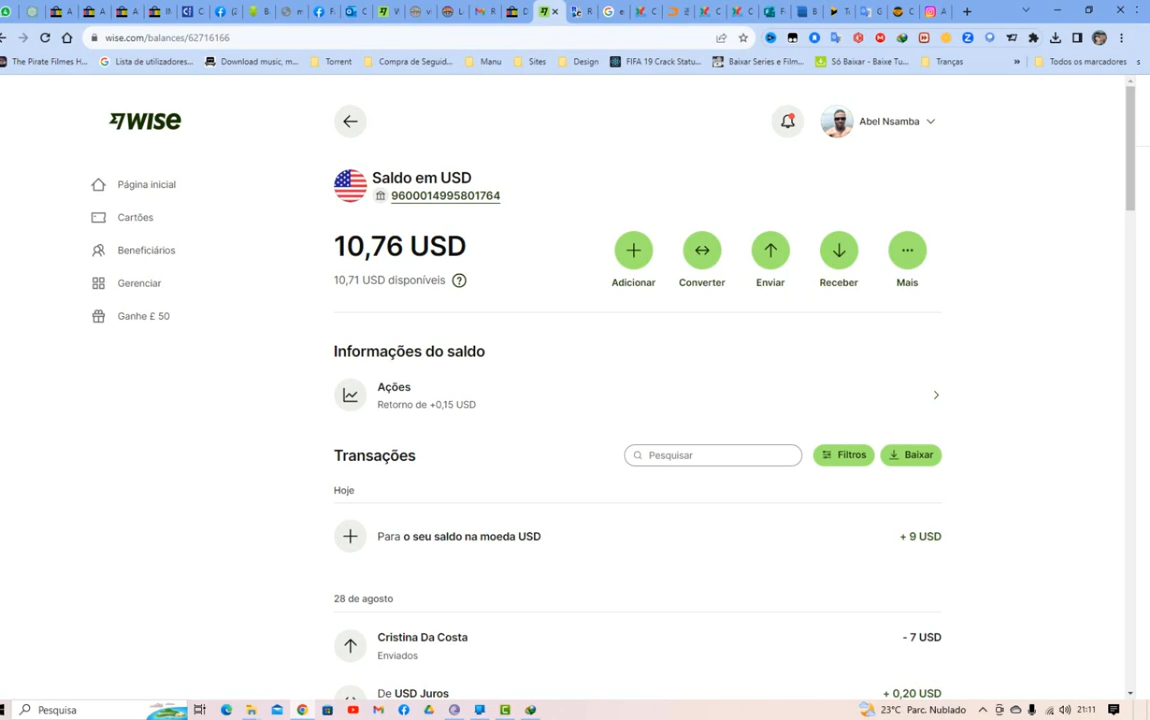 wise.com/balances/62716166
The Pirate Filmes H...
Lista de utilizadores...
Download music, m...
Torrent
Compra de Seguid...
Manu
Sites
Design
FIFA 19 Crack Statu...
Baixar Series e Film...
Só Baixar - Baixe Tu...
Tranças
»
Todos os marcadores
WISE
Abel Nsamba
Página inicial
Cartões
Beneficiários
Gerenciar
Ganhe £ 50
Saldo em USD
9600014995801764
10,76 USD
10,71 USD disponíveis ?
Adicionar
Converter
Enviar
Receber
Mais
Informações do saldo
Ações
Retorno de +0,15 USD
Transações
Pesquisar
Filtros
Baixar
Hoje
Para o seu saldo na moeda USD
+ 9 USD
28 de agosto
Cristina Da Costa
- 7 USD
Enviados
De USD Juros
+ 0,20 USD
Pesquisa
23°C Parc. Nublado
21:11